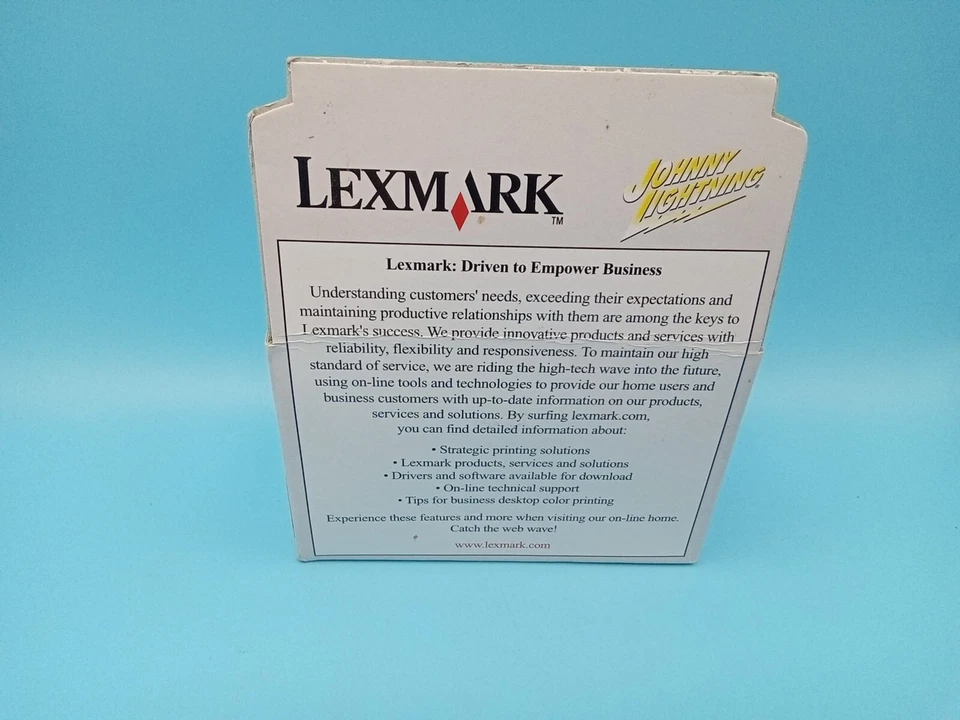 LEXMARK™
JOHNNY
LIGHTNING
Lexmark: Driven to Empower Business
Understanding customers' needs, exceeding their expectations and
maintaining productive relationships with them are among the keys to
Lexmark's success. We provide innovative products and services with
reliability, flexibility and responsiveness. To maintain our high
standard of service, we are riding the high-tech wave into the future,
using on-line tools and technologies to provide our home users and
business customers with up-to-date information on our products,
services and solutions. By surfing lexmark.com,
you can find detailed information about:
• Strategic printing solutions
• Lexmark products, services and solutions
• Drivers and software available for download
• On-line technical support
• Tips for business desktop color printing
Experience these features and more when visiting our on-line home.
Catch the web wave!
www.lexmark.com